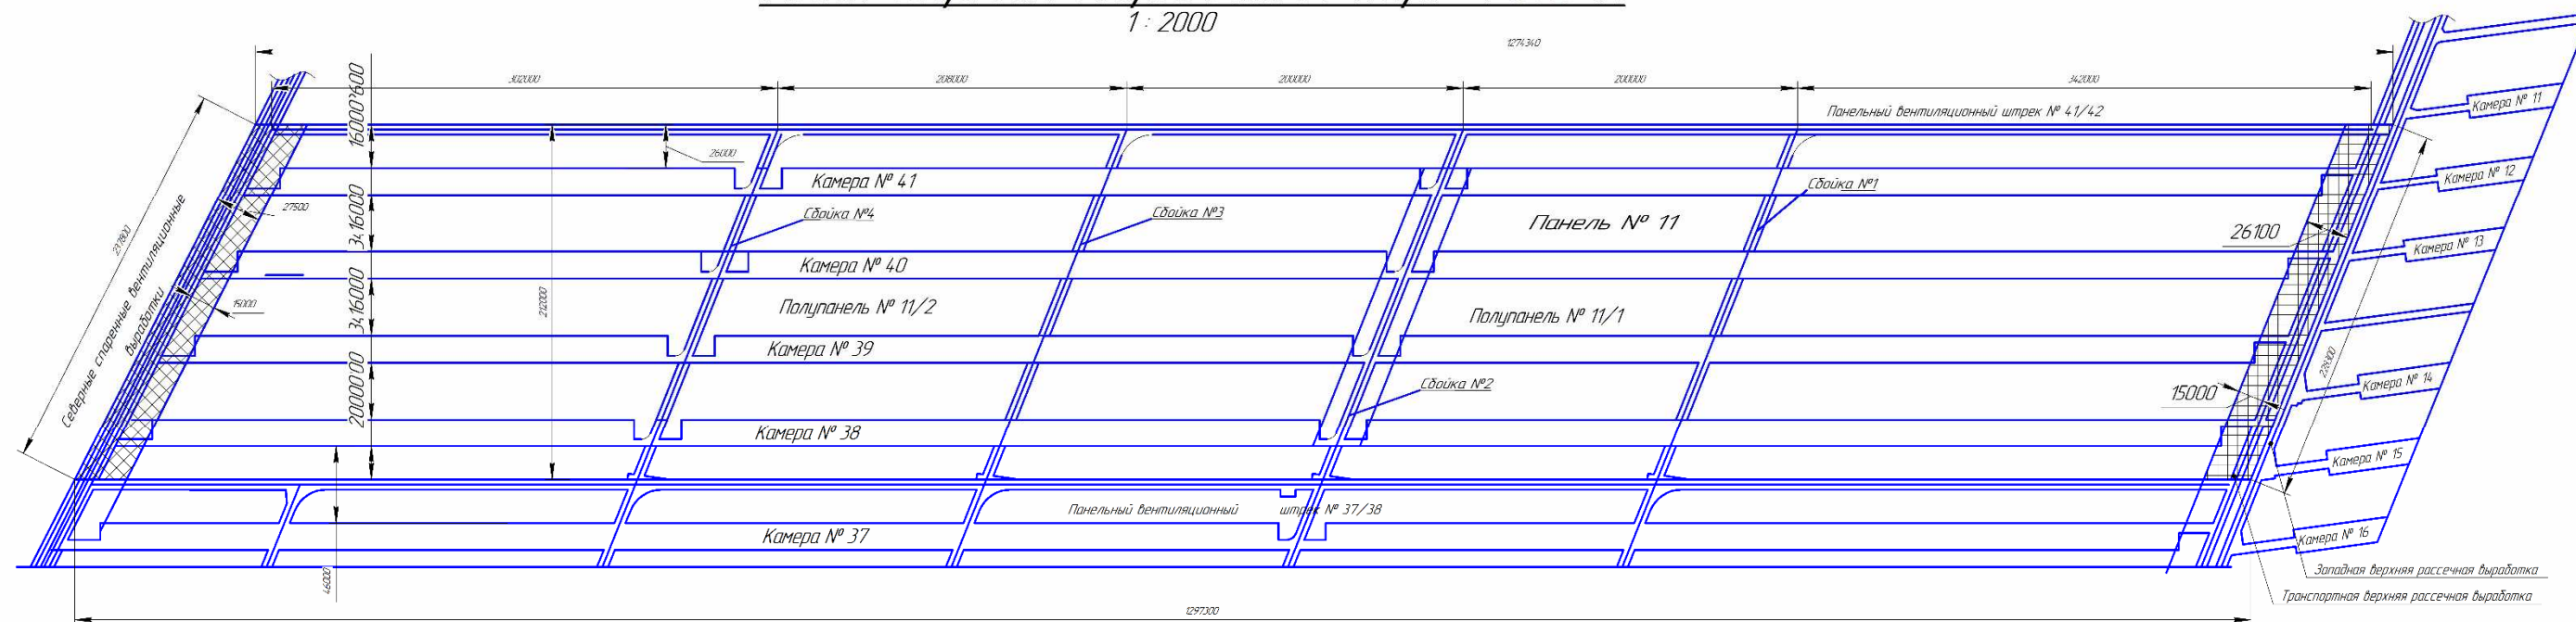 1 : 2000
1274340
302000
208000
200000
200000
342000
Панельный вентиляционный штрек № 41/42
Камера № 11
26000
Камера № 41
Сбойка №1
Камера № 12
27500
Сбойка №4
Сбойка №3
Панель № 11
26100
Камера № 13
237800
Северные спаренные вентиляционные
выработки
Камера № 40
15000
212000
Полупанель № 11/2
Полупанель № 11/1
Камера № 39
Сбойка №2
15000
Камера № 14
Камера № 38
Камера № 15
Панельный вентиляционный штрек № 37/38
Камера № 37
Камера № 16
46000
Западная верхняя рассечная выработка
Транспортная верхняя рассечная выработка
1297300